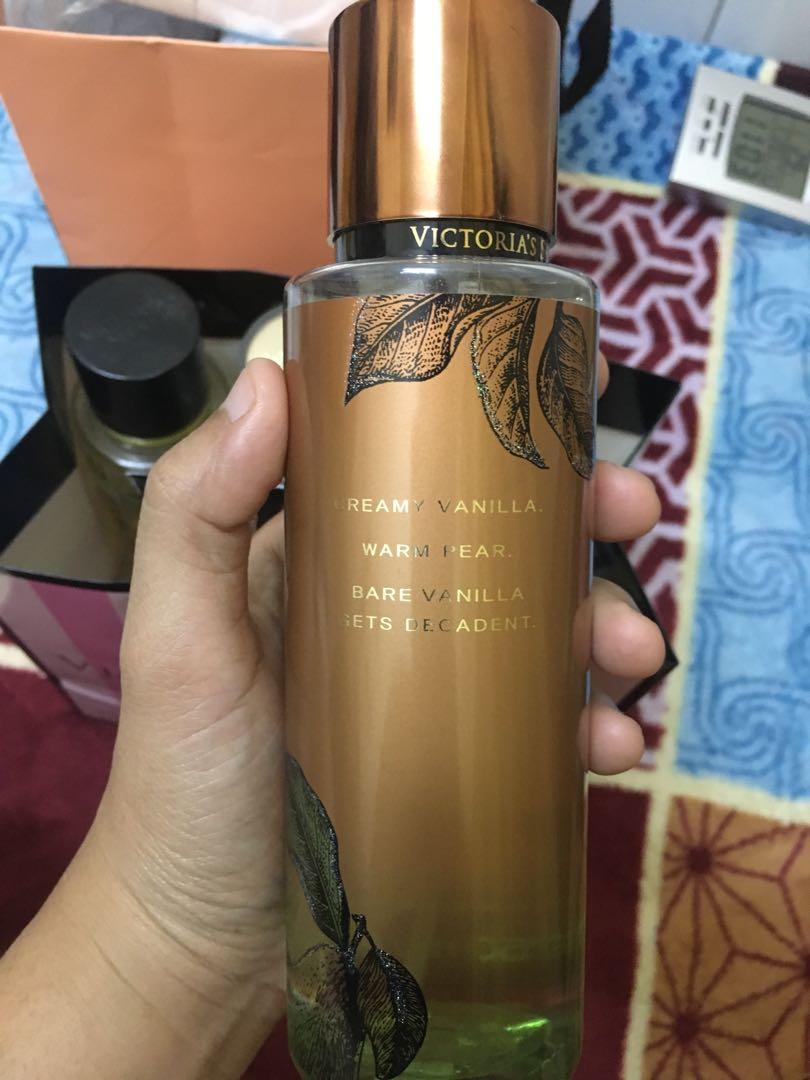 VICTORIA'S
CREAMY VANILLA.
WARM PEAR.
BARE VANILLA
GETS DECADENT.